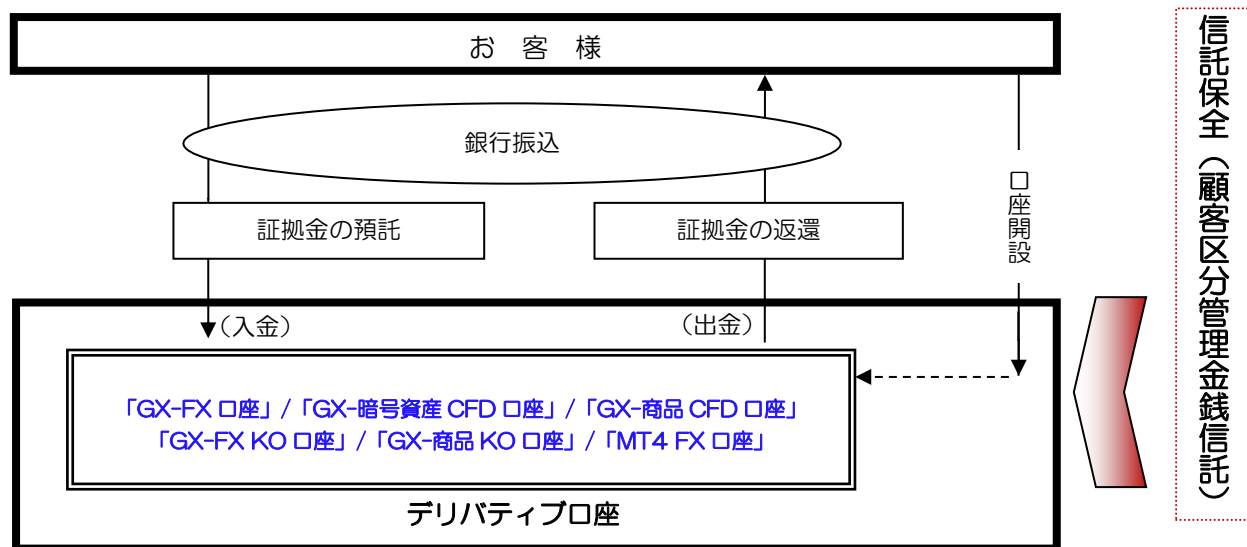 お 客 様
銀行振込
証拠金の預託
証拠金の返還
口座開設
（入金）
（出金）
「GX-FX 口座」/「GX-暗号資産 CFD 口座」/「GX-商品 CFD 口座」
「GX-FX KO 口座」/「GX-商品 KO 口座」/「MT4 FX 口座」
デリバティブ口座
信託保全（顧客区分管理金銭信託）